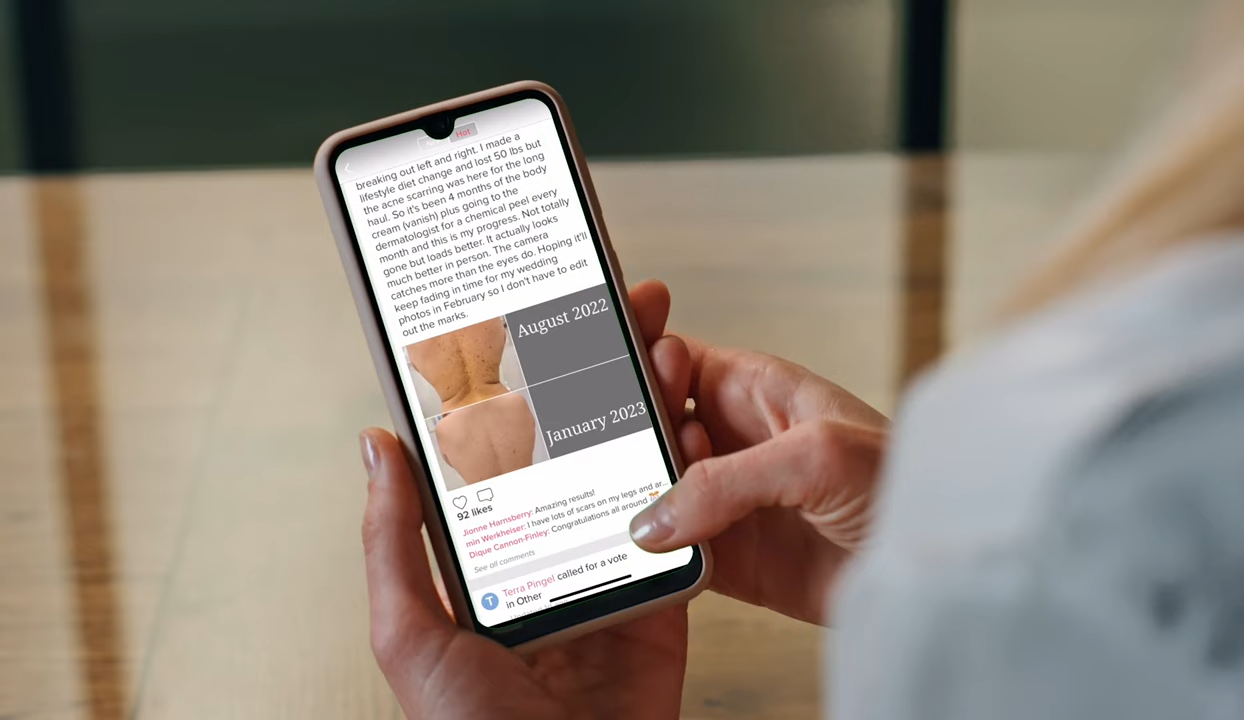 Hot
breaking out left and right. I made a
lifestyle diet change and lost 50 lbs but
the acne scarring was here for the long
haul. So it's been 4 months of the body
cream (vanish) plus going to the
dermatologist for a chemical peel every
month and this is my progress. Not totally
gone but loads better. It actually looks
much better in person. The camera
catches more than the eyes do. Hoping it'll
keep fading in time for my wedding
photos in February so I don't have to edit
out the marks.
August 2022
January 2023
92 likes
Jionne Harnsberry: Amazing results!
min Werkheiser: I have lots of scars on my legs and ar...
Dique Cannon-Finley: Congratulations all around
See all comments
T
Terra Pingel called for a vote
in Other